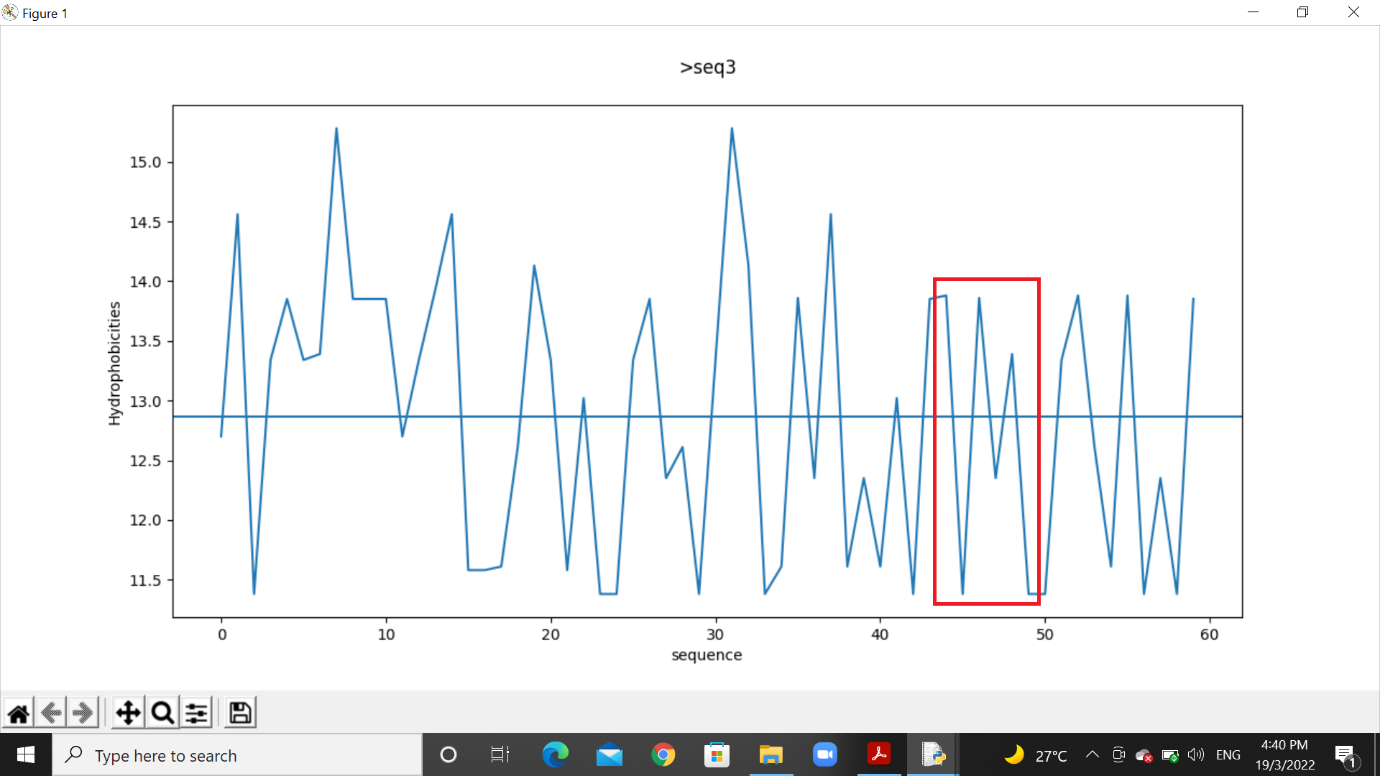 Figure 1
>seq3
15.0
14.5
14.0
13.5
13.0
12.5
12.0
11.5
Hydrophobicities
0 10 20 30 40 50 60
sequence
Type here to search
27°C
ENG
4:40 PM
19/3/2022
1